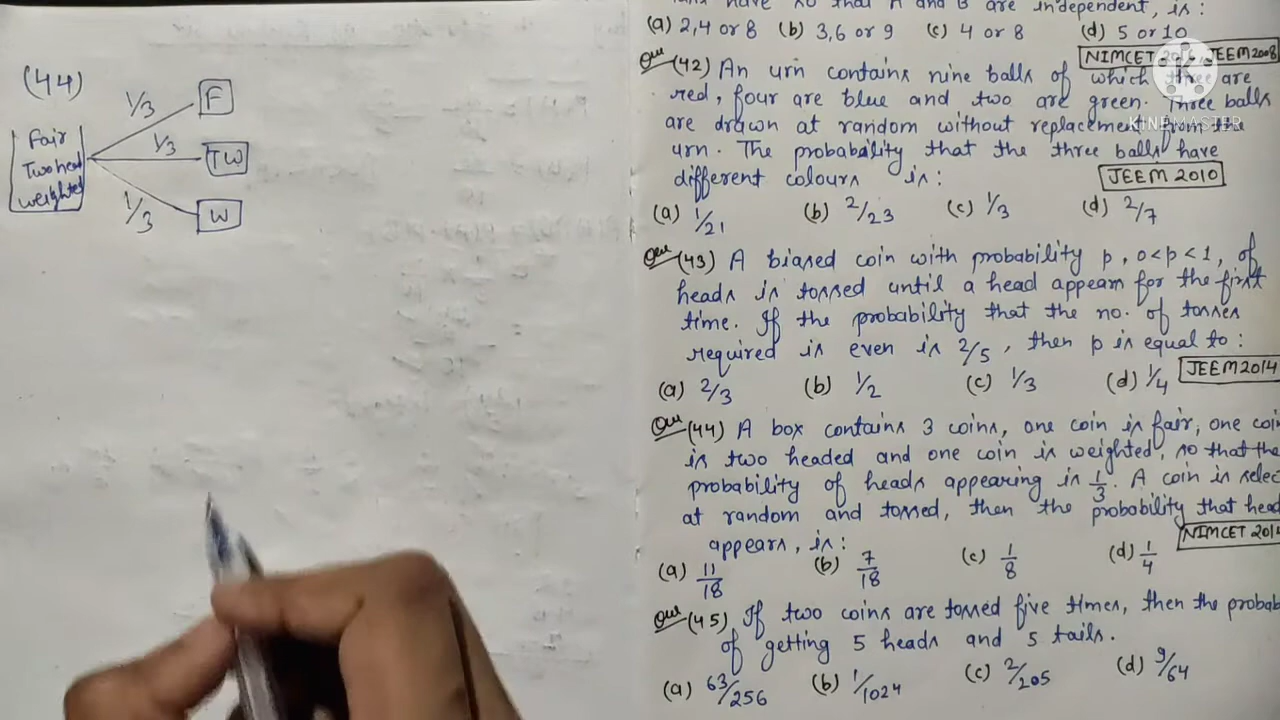 (44)
Fair
Two head
weighted
1/3
F
1/3
TW
1/3
W
have so that A and B are independent, is:
(a) 2,4 or 8 (b) 3,6 or 9 (c) 4 or 8 (d) 5 or 10
Que (42) An urn contains nine balls of which three are
NIMCET JEEM 2008
red, four are blue and two are green. Three balls
are drawn at random without replacement from the
KINEMASTER
urn. The probability that the three balls have
different colours is:
JEEM 2010
(a) 1/21 (b) 2/23 (c) 1/3 (d) 2/7
Que (43) A biased coin with probability p, 0<p<1, of
heads is tossed until a head appears for the first
time. If the probability that the no. of tosses
required is even is 2/5, then p is equal to:
JEEM 2014
(a) 2/3 (b) 1/2 (c) 1/3 (d) 1/4
Que (44) A box contains 3 coins, one coin is fair, one coin
is two headed and one coin is weighted, so that the
probability of heads appearing is 1/3. A coin is selec
at random and tossed, then the probability that head
appears, is:
NIMCET 201
(a) 11/18 (b) 7/18 (c) 1/8 (d) 1/4
Que (45) If two coins are tossed five times, then the probab
of getting 5 heads and 5 tails.
(a) 63/256 (b) 1/1024 (c) 2/205 (d) 9/64